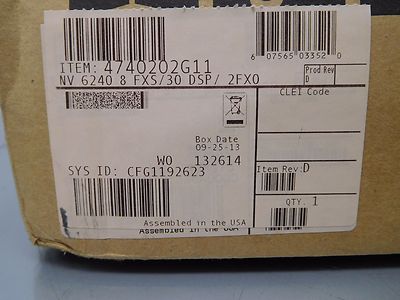 6 07565 03352 0
ITEM: 4740202G11
NV 6240 8 FXS/30 DSP/ 2FXO
Prod Rev
D
CLEI Code
Box Date
09-25-13
WO 132614
SYS ID: CFG1192623
Item Rev: D
QTY. 1
Assembled in the USA
Assembled in the USA